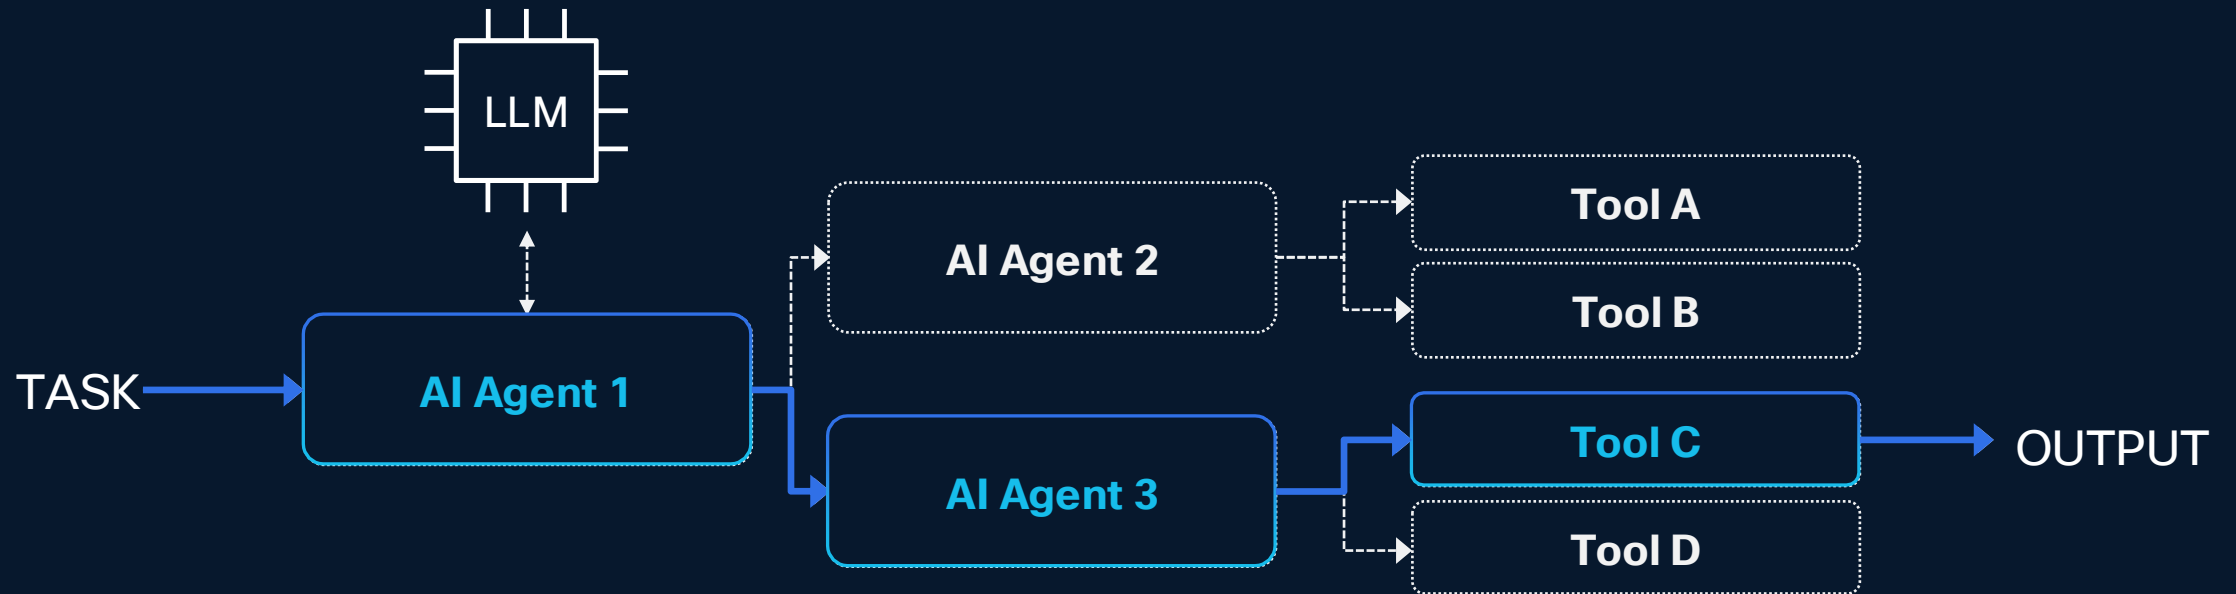 LLM
TASK
AI Agent 1
AI Agent 2
AI Agent 3
Tool A
Tool B
Tool C
Tool D
OUTPUT